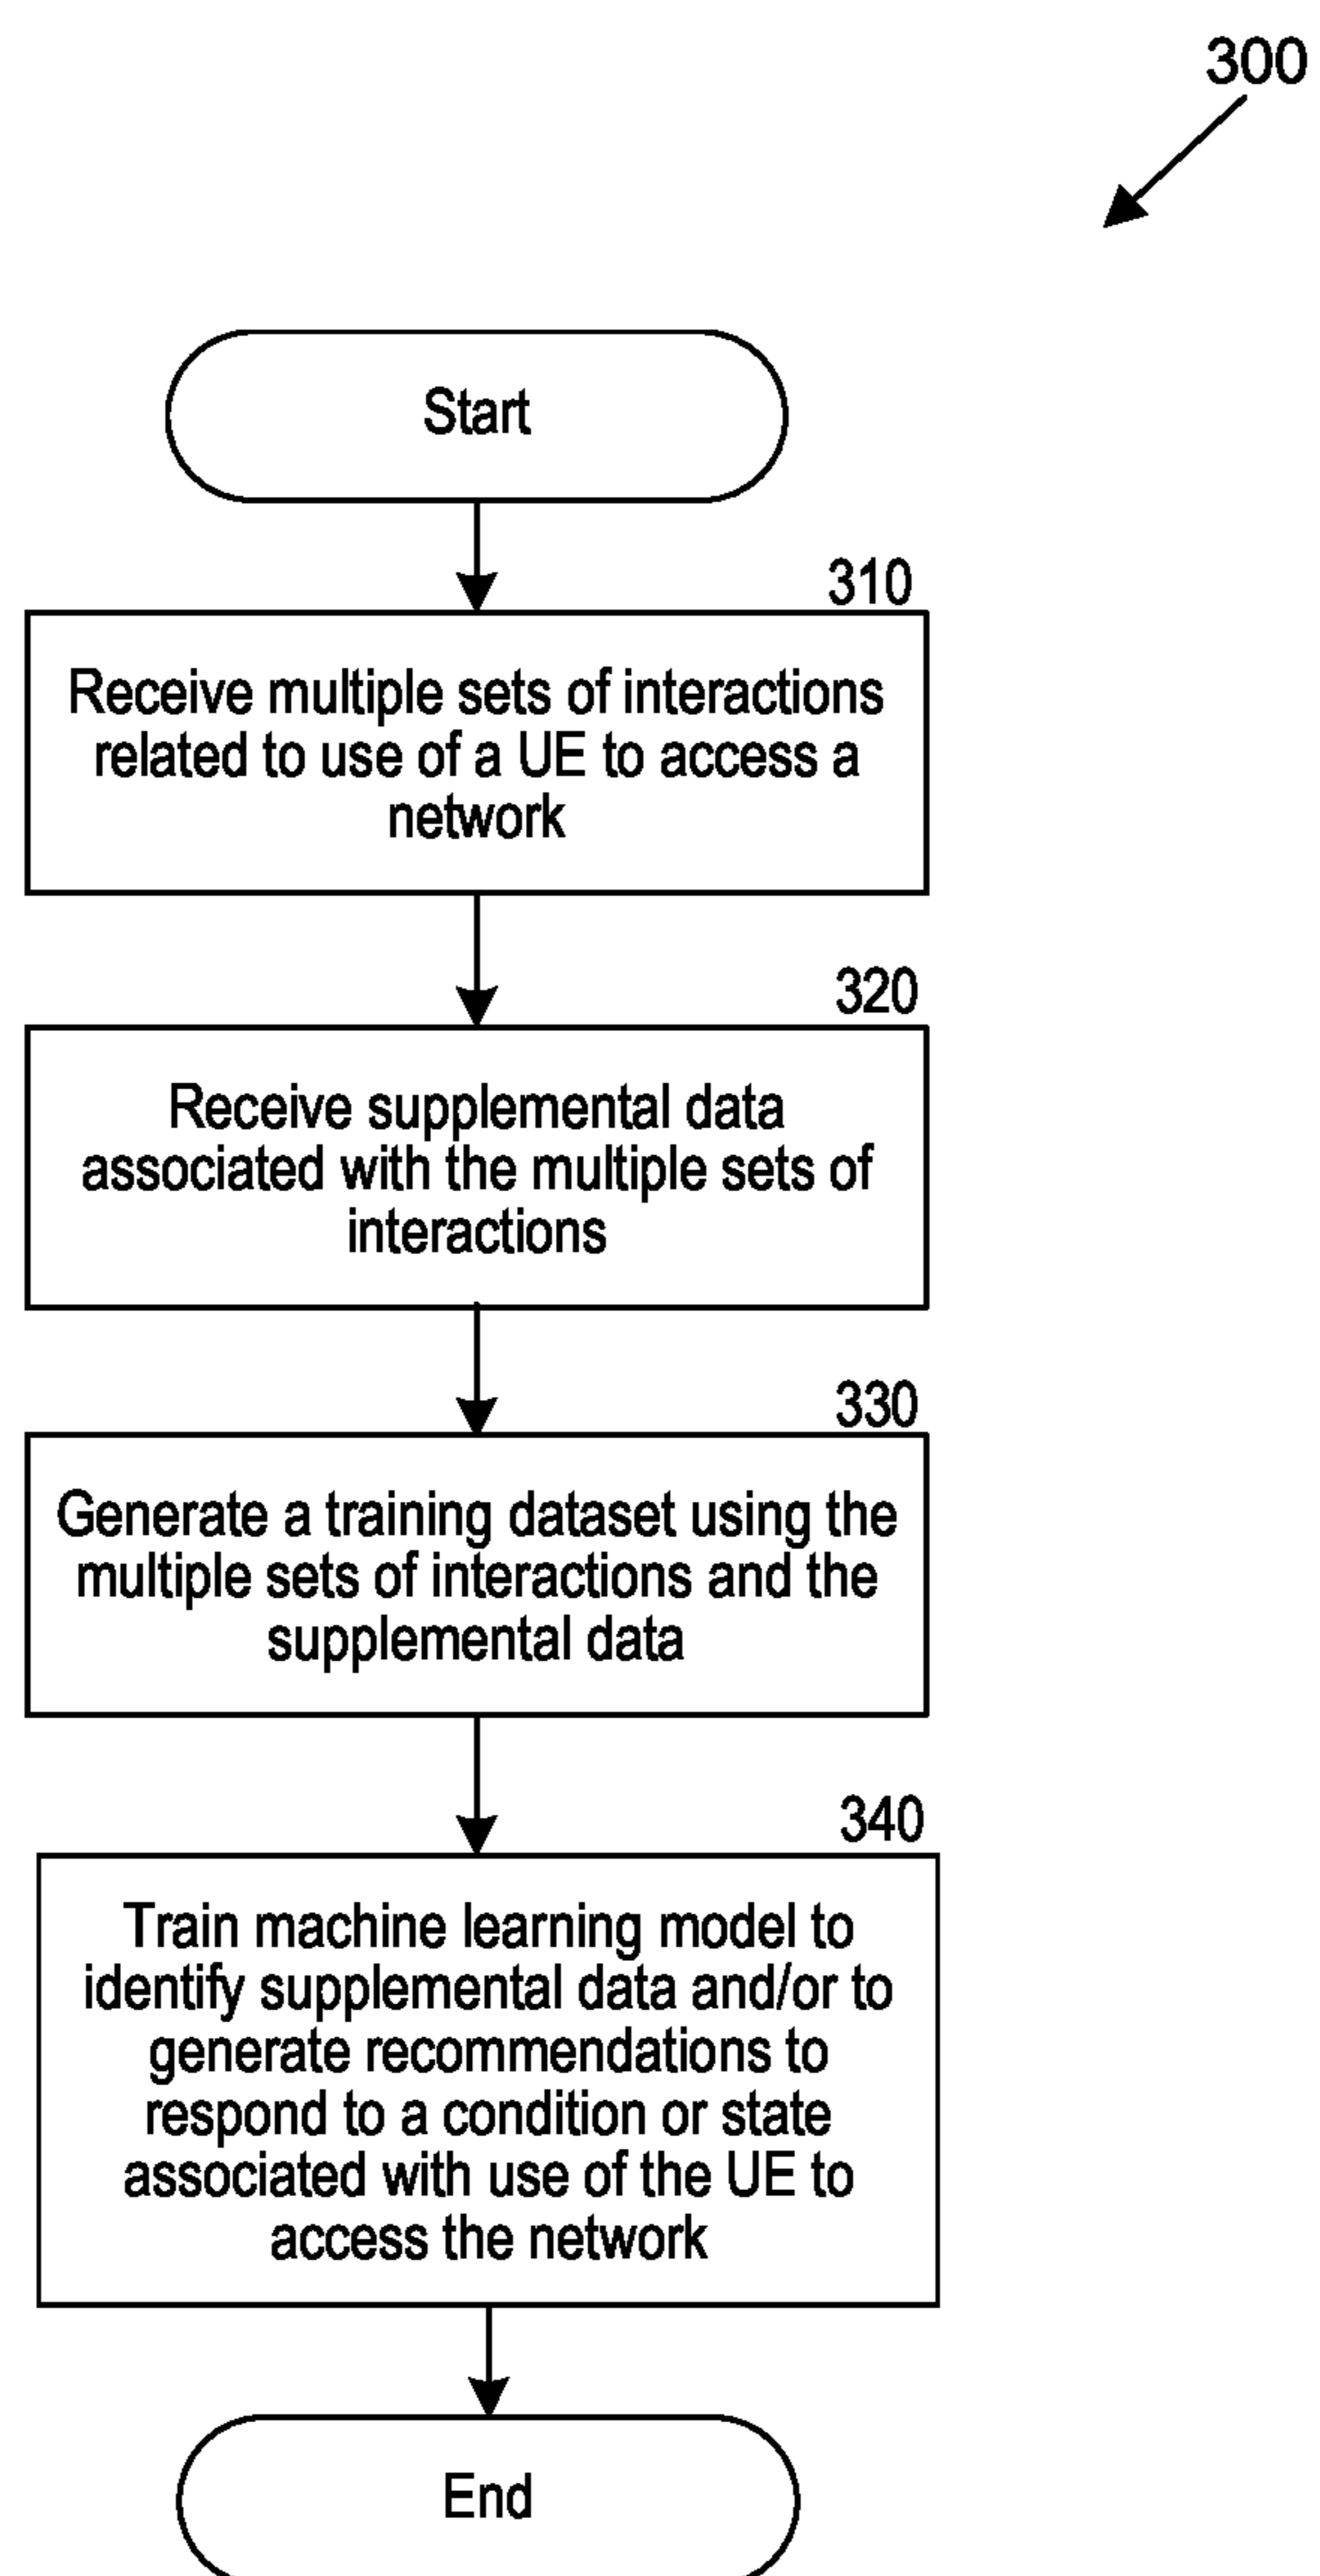 300
Start
310
Receive multiple sets of interactions
related to use of a UE to access a
network
320
Receive supplemental data
associated with the multiple sets of
interactions
330
Generate a training dataset using the
multiple sets of interactions and the
supplemental data
340
Train machine learning model to
identify supplemental data and/or to
generate recommendations to
respond to a condition or state
associated with use of the UE to
access the network
End